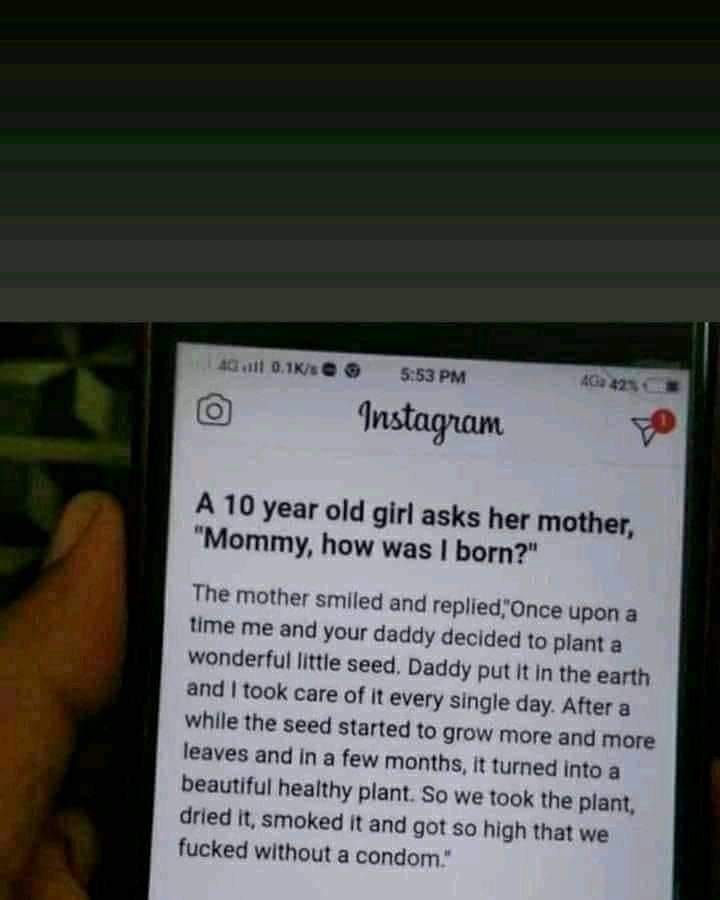 4G 0.1K/s 5:53 PM 4G 42%
Instagram
1
A 10 year old girl asks her mother,
"Mommy, how was I born?"
The mother smiled and replied,"Once upon a
time me and your daddy decided to plant a
wonderful little seed. Daddy put it in the earth
and I took care of it every single day. After a
while the seed started to grow more and more
leaves and in a few months, it turned into a
beautiful healthy plant. So we took the plant,
dried it, smoked it and got so high that we
fucked without a condom."